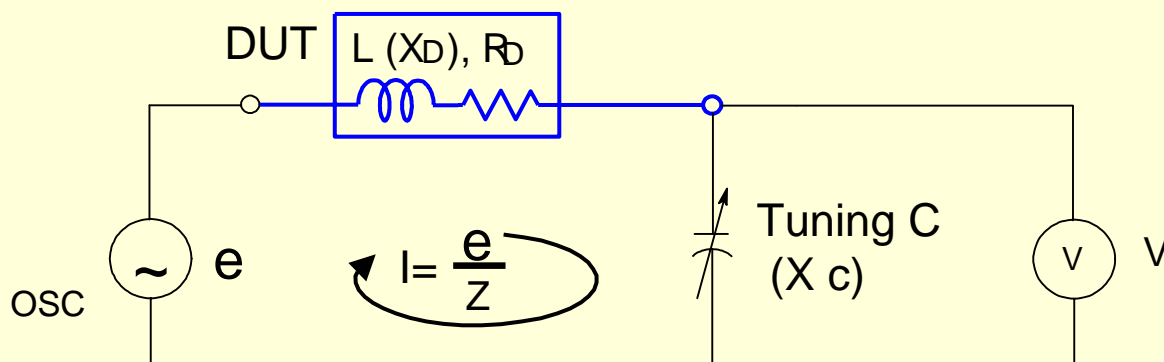 DUT
L (XD), RD
~
e
OSC
I= e
Z
Tuning C
(X c)
V
V